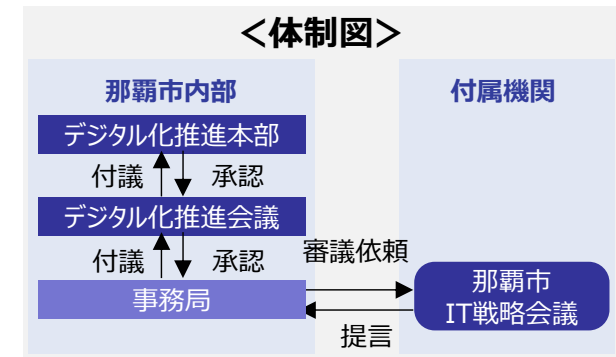 ＜体制図＞
那覇市内部
付属機関
デジタル化推進本部
付議 承認
デジタル化推進会議
付議 承認
審議依頼
事務局
那覇市
IT戦略会議
提言